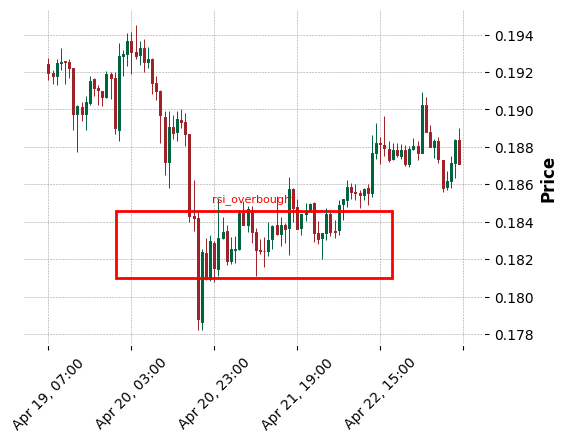 0.194
0.192
0.190
0.188
0.186
0.184
0.182
0.180
0.178
Price
rsi_overbought
Apr 19, 07:00
Apr 20, 03:00
Apr 20, 23:00
Apr 21, 19:00
Apr 22, 15:00